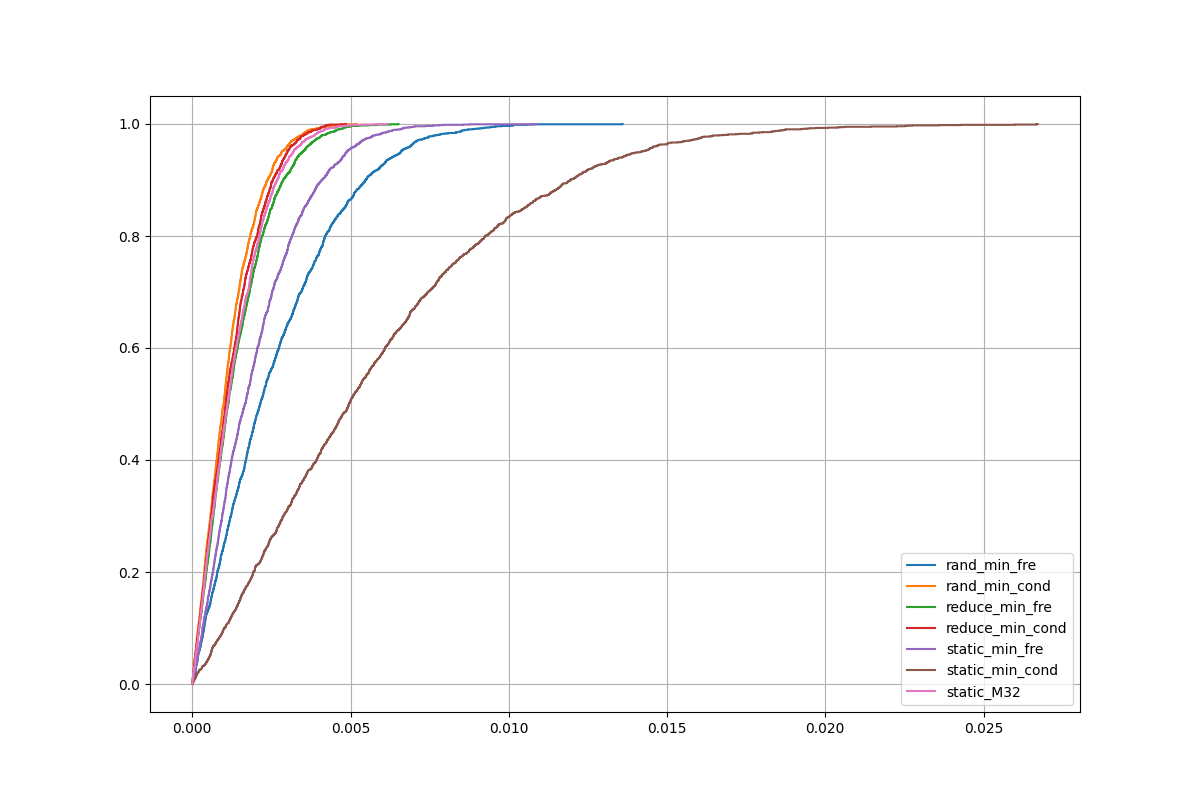 1.0
0.8
0.6
0.4
0.2
0.0
0.000 0.005 0.010 0.015 0.020 0.025
rand_min_fre
rand_min_cond
reduce_min_fre
reduce_min_cond
static_min_fre
static_min_cond
static_M32